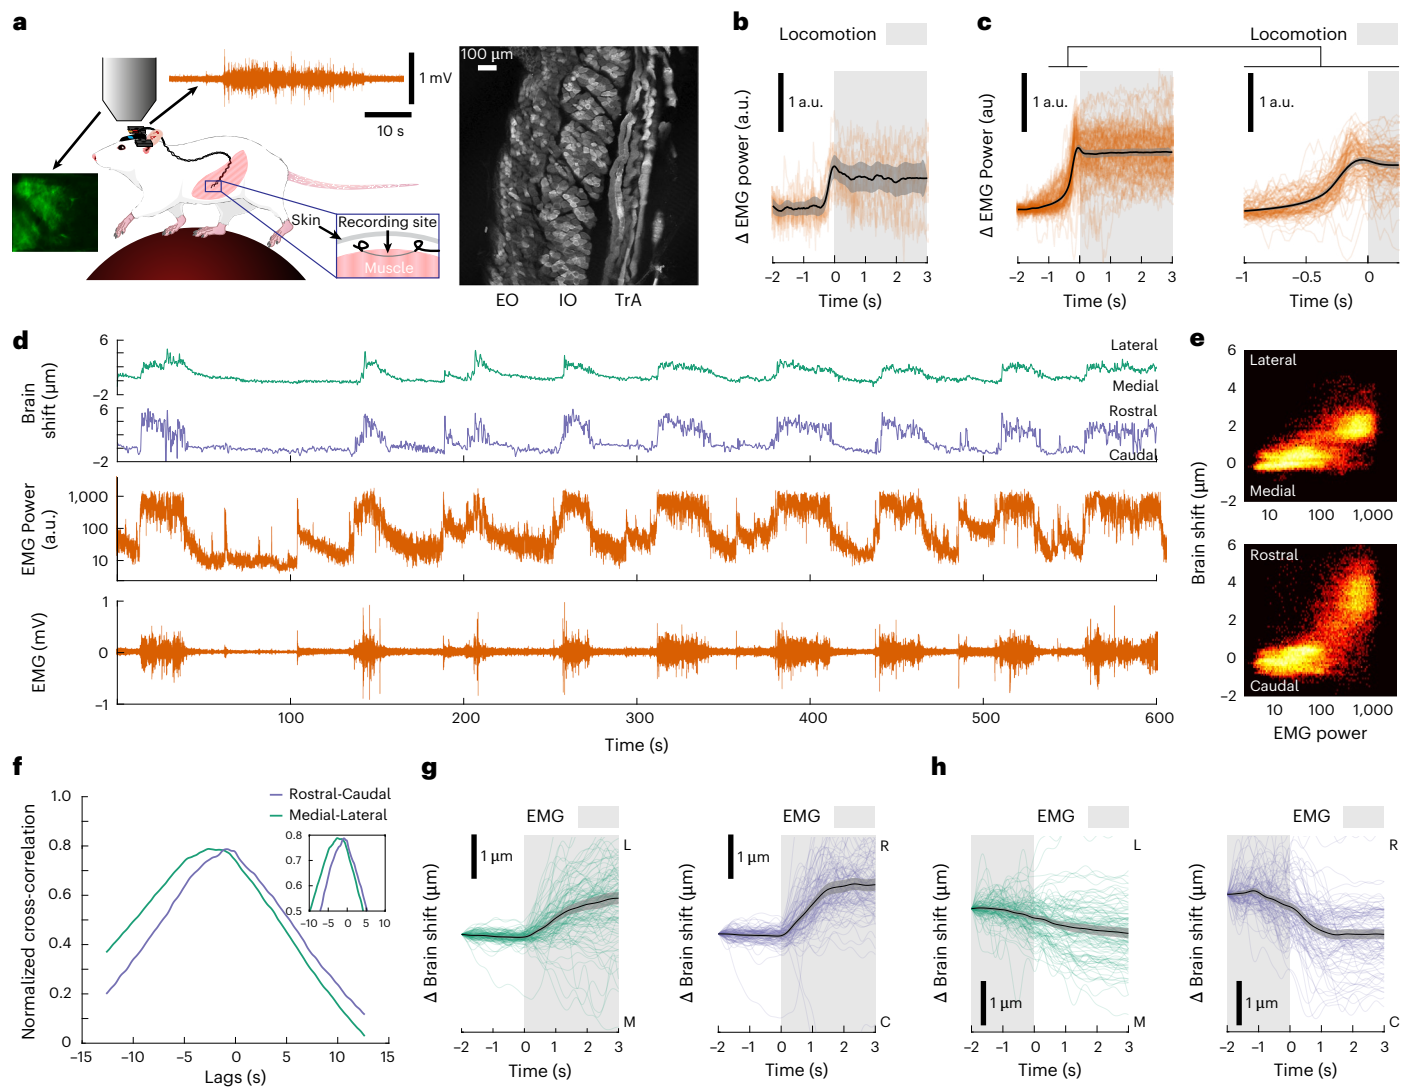 a
1 mV
10 s
Skin
Recording site
Muscle
100 µm
EO IO TrA
b
Locomotion
Δ EMG power (a.u.)
1 a.u.
–2 –1 0 1 2 3
Time (s)
c
Locomotion
Δ EMG Power (au)
1 a.u.
–2 –1 0 1 2 3
Time (s)
1 a.u.
–1 –0.5 0
Time (s)
d
Brain
shift (µm)
6
–2
Lateral
Medial
6
–2
Rostral
Caudal
EMG Power
(a.u.)
1,000
100
10
EMG (mV)
1
0
–1
100 200 300 400 500 600
Time (s)
e
Brain shift (µm)
6
4
2
0
–2
Lateral
Medial
10 100 1,000
6
4
2
0
–2
Rostral
Caudal
10 100 1,000
EMG power
f
Normalized cross-correlation
1.0
0.8
0.6
0.4
0.2
0
Rostral-Caudal
Medial-Lateral
0.8
0.7
0.6
0.5
–10 –5 0 5 10
–15 –10 –5 0 5 10 15
Lags (s)
g
EMG
Δ Brain shift (µm)
1 µm
L
M
–2 –1 0 1 2 3
Time (s)
EMG
Δ Brain shift (µm)
1 µm
R
C
–2 –1 0 1 2 3
Time (s)
h
EMG
Δ Brain shift (µm)
1 µm
L
M
–2 –1 0 1 2 3
Time (s)
EMG
Δ Brain shift (µm)
1 µm
R
C
–2 –1 0 1 2 3
Time (s)